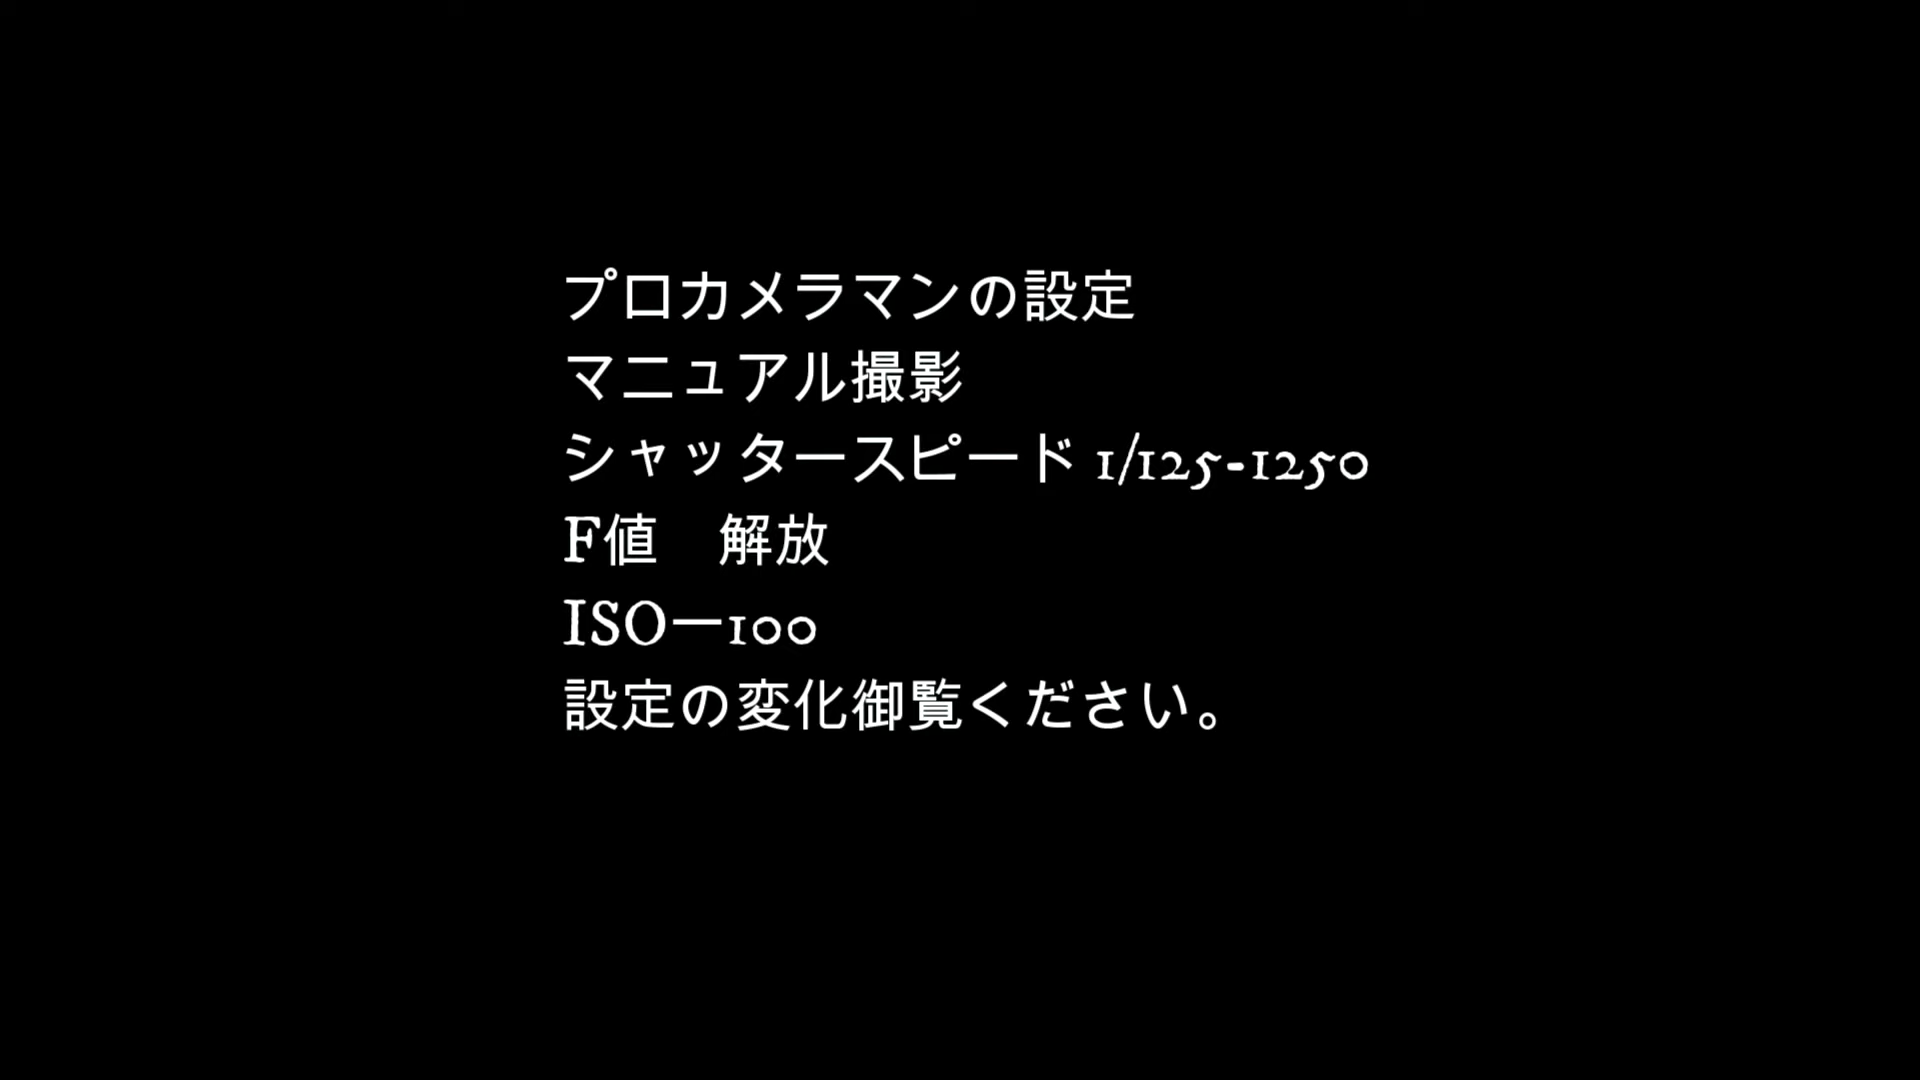 プロカメラマンの設定
マニュアル撮影
シャッタースピード 1/125-1250
F値　解放
ISOー100
設定の変化御覧ください。